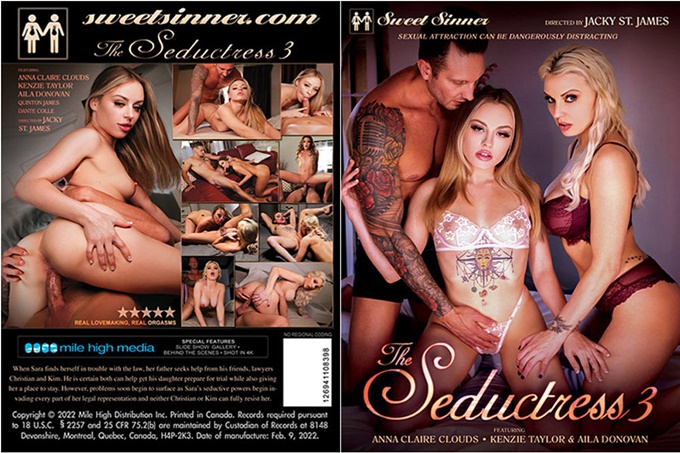 sweetsinner.com
The Seductress 3
FEATURING
ANNA CLAIRE CLOUDS
KENZIE TAYLOR
AILA DONOVAN
QUINTON JAMES
DANTE COLLE
DIRECTED BY JACKY
ST. JAMES
REAL LOVEMAKING, REAL ORGASMS
mile high media
SPECIAL FEATURES
SLIDE SHOW GALLERY •
BEHIND THE SCENES • SHOT IN 4K
NO REGIONAL CODING
126941108398
When Sara finds herself in trouble with the law, her father seeks help from his friends, lawyers
Christian and Kim. He is certain both can help get his daughter prepare for trial while also giving
her a place to stay. However, problems soon begin to surface as Sara's seductive powers begin in-
vading every part of her legal representation and neither Christian or Kim can fully resist her.
Copyright © 2022 Mile High Distribution Inc. Printed in Canada. Records required pursuant
to 18 U.S.C. § 2257 and 25 CFR 75.2(b) are maintained by Custodian of Records at 8148
Devonshire, Montreal, Quebec, Canada, H4P-2K3. Date of manufacture: Feb. 9, 2022.
Sweet Sinner
DIRECTED BY JACKY ST. JAMES
SEXUAL ATTRACTION CAN BE DANGEROUSLY DISTRACTING
The
Seductress 3
FEATURING
ANNA CLAIRE CLOUDS • KENZIE TAYLOR & AILA DONOVAN